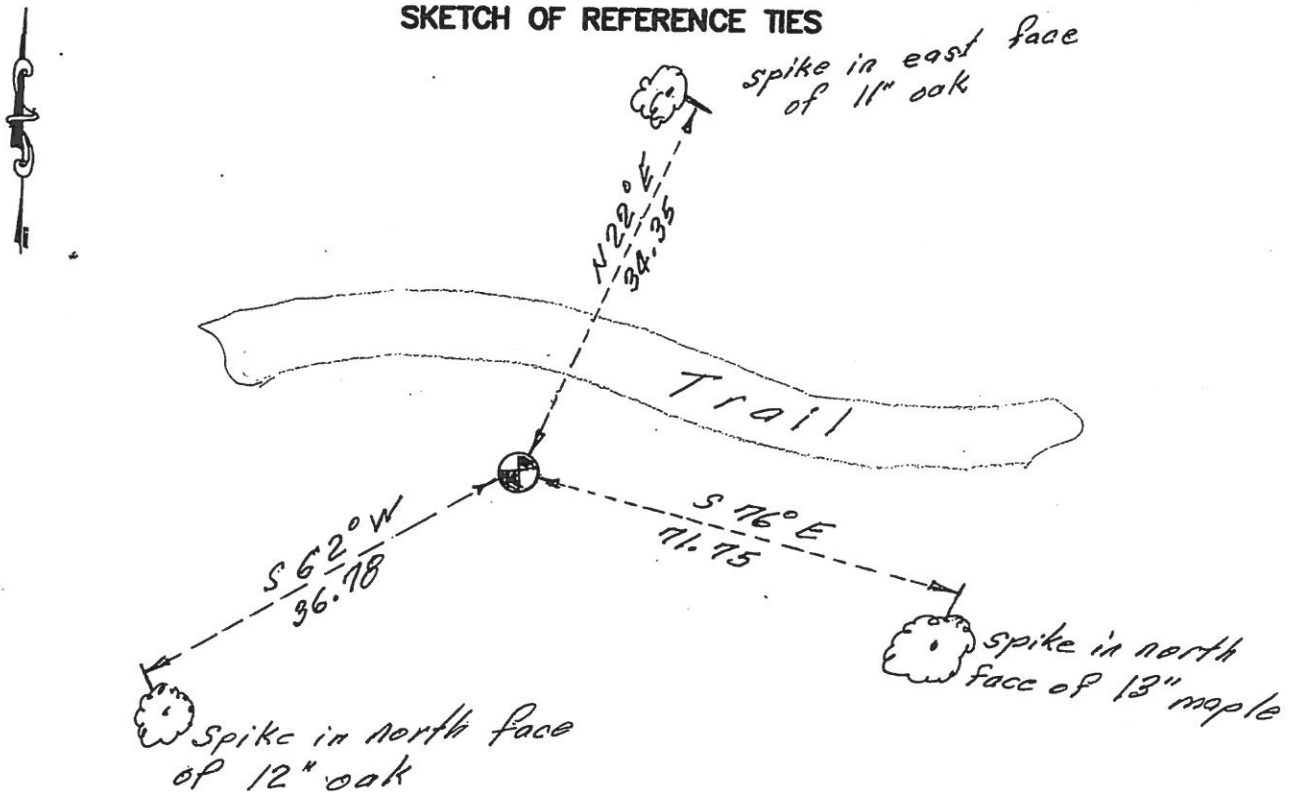 SKETCH OF REFERENCE TIES
spike in east face
of 11" oak
N 22° E
34.35
Trail
S 62° W
36.78
S 76° E
71.75
spike in north
face of 13" maple
spike in north face
of 12" oak